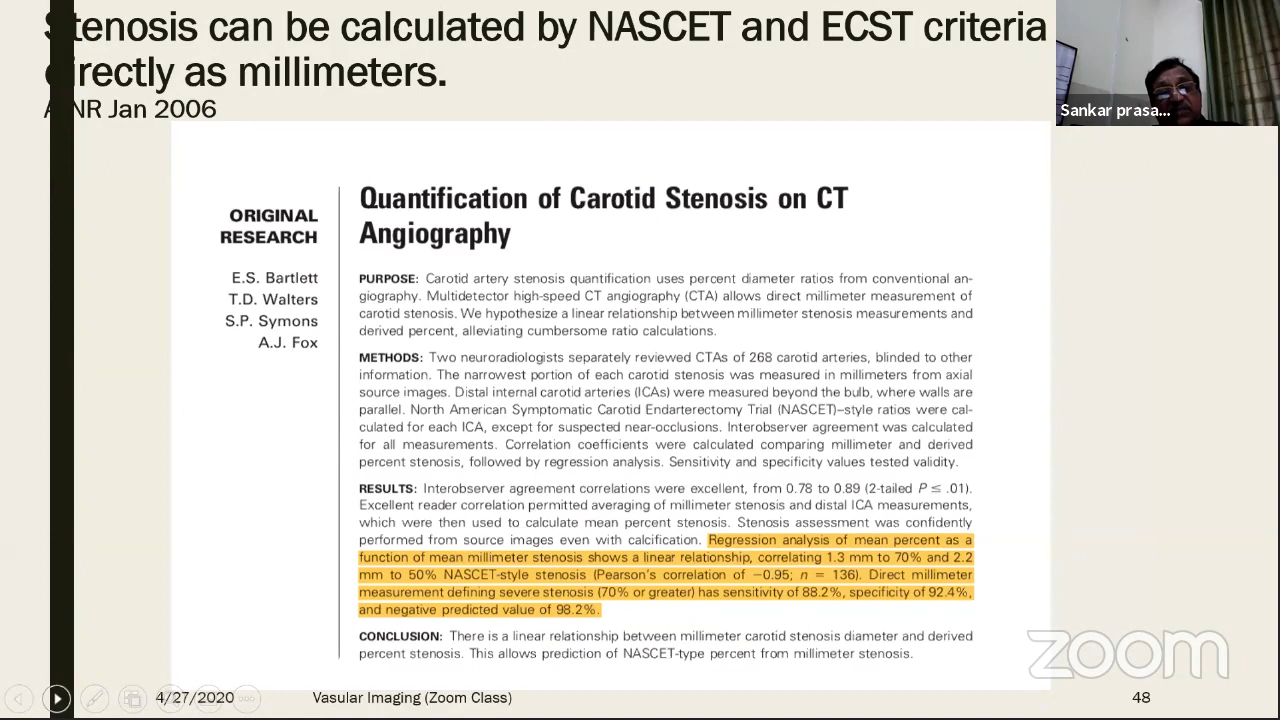 Stenosis can be calculated by NASCET and ECST criteria
directly as millimeters.
AJNR Jan 2006
Sankar prasa...
ORIGINAL
RESEARCH
E.S. Bartlett
T.D. Walters
S.P. Symons
A.J. Fox
Quantification of Carotid Stenosis on CT
Angiography
PURPOSE: Carotid artery stenosis quantification uses percent diameter ratios from conventional an-
giography. Multidetector high-speed CT angiography (CTA) allows direct millimeter measurement of
carotid stenosis. We hypothesize a linear relationship between millimeter stenosis measurements and
derived percent, alleviating cumbersome ratio calculations.
METHODS: Two neuroradiologists separately reviewed CTAs of 268 carotid arteries, blinded to other
information. The narrowest portion of each carotid stenosis was measured in millimeters from axial
source images. Distal internal carotid arteries (ICAs) were measured beyond the bulb, where walls are
parallel. North American Symptomatic Carotid Endarterectomy Trial (NASCET)–style ratios were cal-
culated for each ICA, except for suspected near-occlusions. Interobserver agreement was calculated
for all measurements. Correlation coefficients were calculated comparing millimeter and derived
percent stenosis, followed by regression analysis. Sensitivity and specificity values tested validity.
RESULTS: Interobserver agreement correlations were excellent, from 0.78 to 0.89 (2-tailed P ≤ .01).
Excellent reader correlation permitted averaging of millimeter stenosis and distal ICA measurements,
which were then used to calculate mean percent stenosis. Stenosis assessment was confidently
performed from source images even with calcification. Regression analysis of mean percent as a
function of mean millimeter stenosis shows a linear relationship, correlating 1.3 mm to 70% and 2.2
mm to 50% NASCET-style stenosis (Pearson's correlation of −0.95; n = 136). Direct millimeter
measurement defining severe stenosis (70% or greater) has sensitivity of 88.2%, specificity of 92.4%,
and negative predicted value of 98.2%.
CONCLUSION: There is a linear relationship between millimeter carotid stenosis diameter and derived
percent stenosis. This allows prediction of NASCET-type percent from millimeter stenosis.
zoom
4/27/2020
Vasular Imaging (Zoom Class)
48